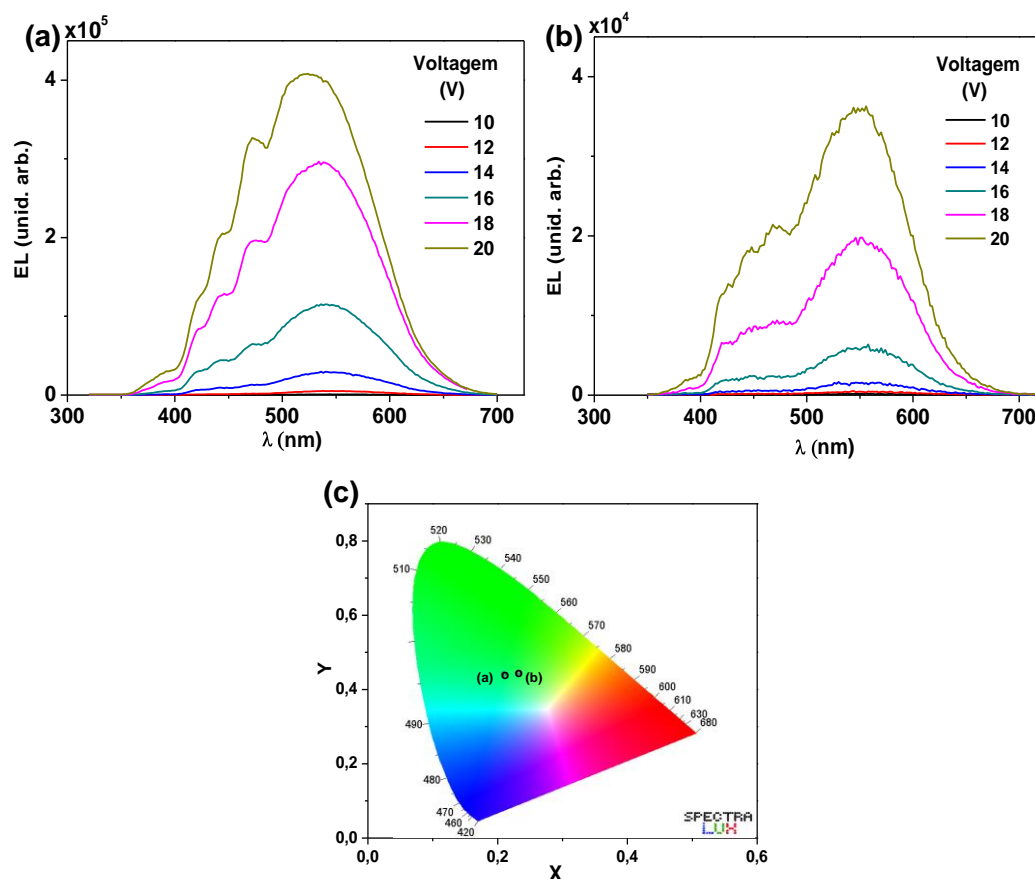 (a)
x10⁵
EL (unid. arb.)
4
2
0
300 400 500 600 700
λ (nm)
Voltagem
(V)
10
12
14
16
18
20
(b)
x10⁴
EL (unid. arb.)
4
2
0
300 400 500 600 700
λ (nm)
Voltagem
(V)
10
12
14
16
18
20
(c)
Y
0,8
0,6
0,4
0,2
0,0
0,0 0,2 0,4 0,6
X
520
530
540
550
560
570
580
590
600
610
630
680
510
490
480
470
460
420
(a) (b)
SPECTRA
LUX